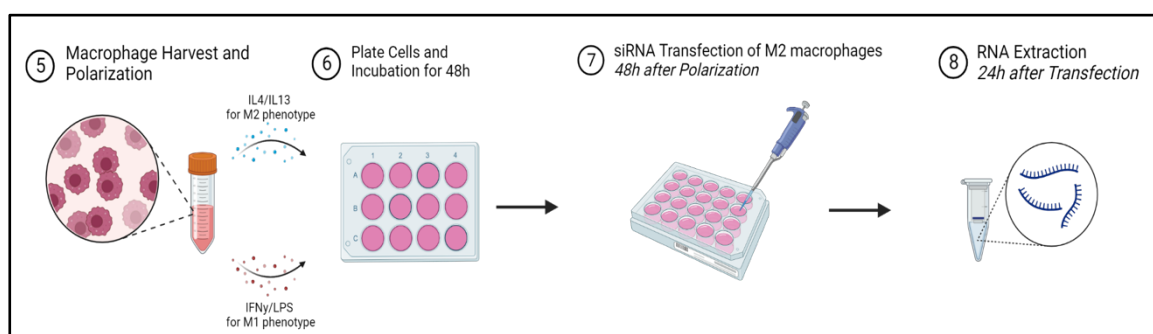 5
Macrophage Harvest and
Polarization
IL4/IL13
for M2 phenotype
IFNy/LPS
for M1 phenotype
6
Plate Cells and
Incubation for 48h
1 2 3 4
A
B
C
7
siRNA Transfection of M2 macrophages
48h after Polarization
8
RNA Extraction
24h after Transfection